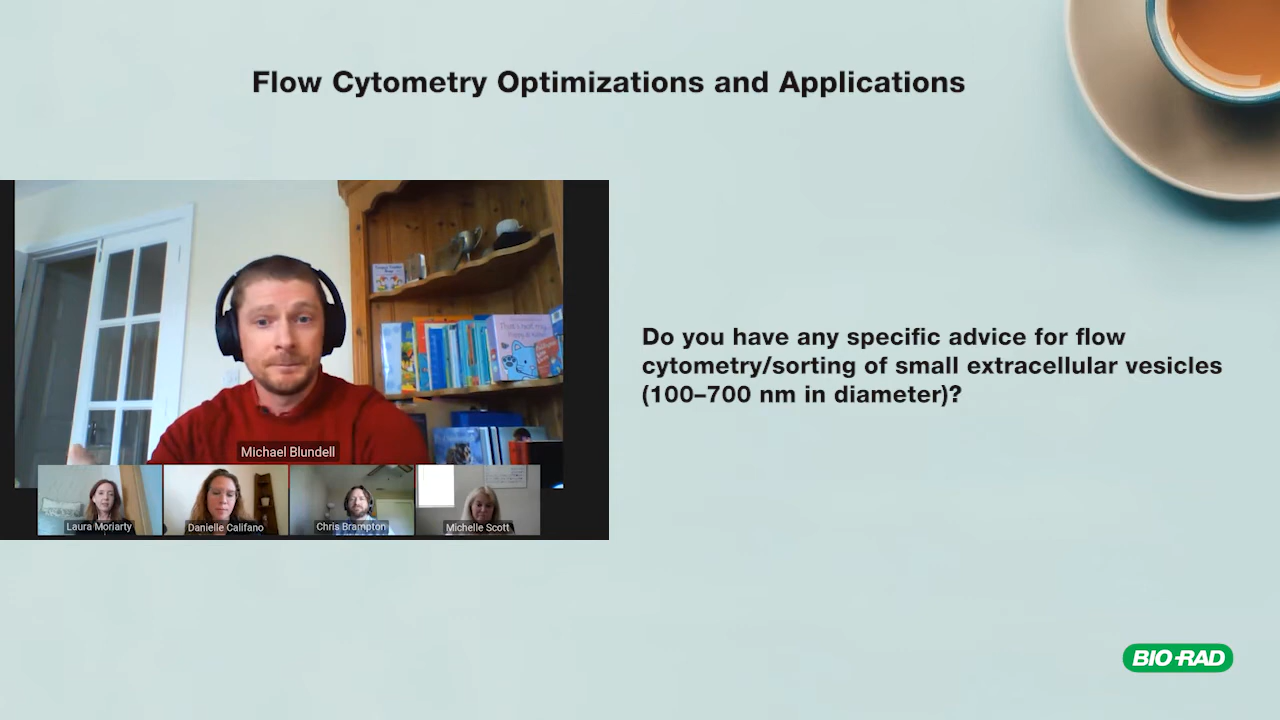 Flow Cytometry Optimizations and Applications
Do you have any specific advice for flow
cytometry/sorting of small extracellular vesicles
(100–700 nm in diameter)?
Michael Blundell
Laura Moriarty
Danielle Califano
Chris Brampton
Michelle Scott
BIO-RAD